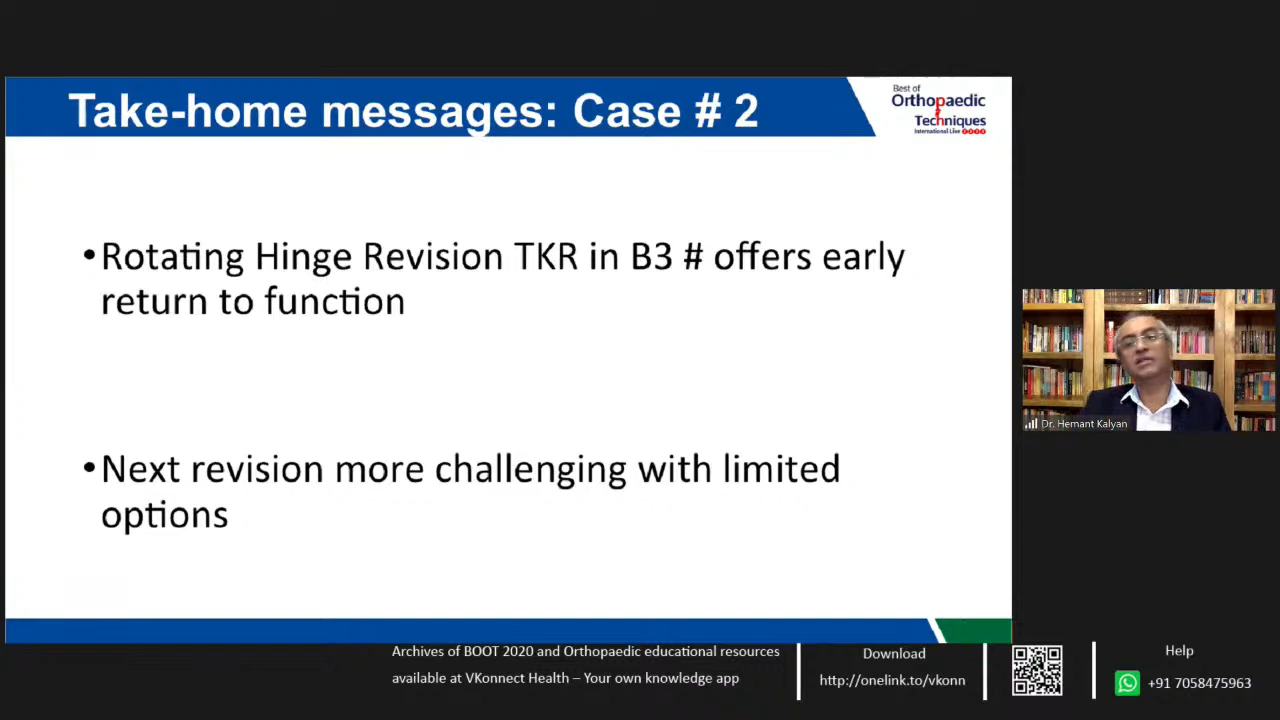 Take-home messages: Case # 2
Best of
Orthopaedic
Techniques
International Live 2020
•Rotating Hinge Revision TKR in B3 # offers early
return to function
•Next revision more challenging with limited
options
Dr. Hemant Kalyan
Archives of BOOT 2020 and Orthopaedic educational resources
available at VKonnect Health – Your own knowledge app
Download
http://onelink.to/vkonn
Help
+91 7058475963